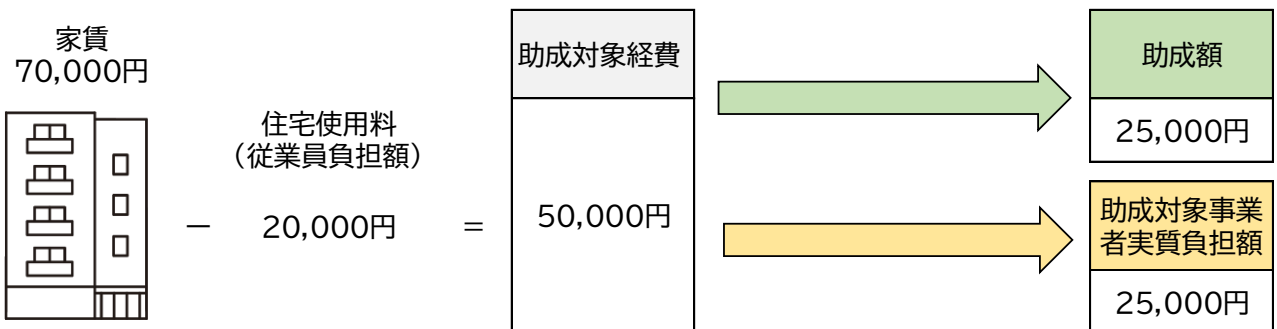 家賃
70,000円
住宅使用料
（従業員負担額）
－
20,000円
＝
助成対象経費
50,000円
助成額
25,000円
助成対象事業
者実質負担額
25,000円